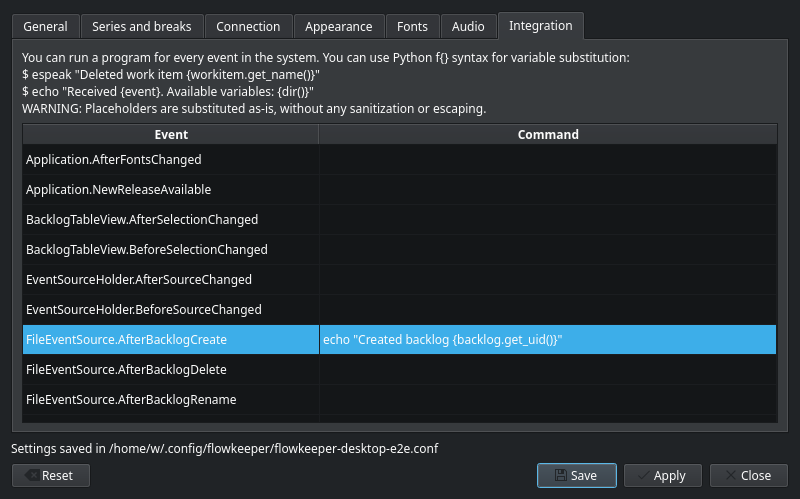 General Series and breaks Connection Appearance Fonts Audio Integration
You can run a program for every event in the system. You can use Python f{} syntax for variable substitution:
$ espeak "Deleted work item {workitem.get_name()}"
$ echo "Received {event}. Available variables: {dir()}"
WARNING: Placeholders are substituted as-is, without any sanitization or escaping.
Event Command
Application.AfterFontsChanged
Application.NewReleaseAvailable
BacklogTableView.AfterSelectionChanged
BacklogTableView.BeforeSelectionChanged
EventSourceHolder.AfterSourceChanged
EventSourceHolder.BeforeSourceChanged
FileEventSource.AfterBacklogCreate echo "Created backlog {backlog.get_uid()}"
FileEventSource.AfterBacklogDelete
FileEventSource.AfterBacklogRename
Settings saved in /home/w/.config/flowkeeper/flowkeeper-desktop-e2e.conf
Reset Save Apply Close